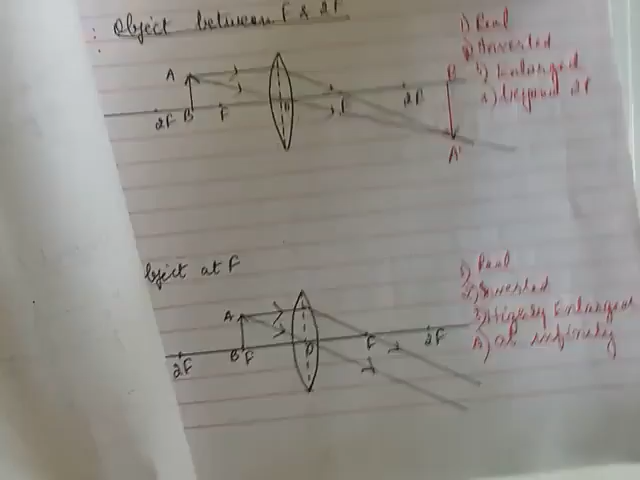 : Object between F & 2F
1) Real
2) Inverted
3) Enlarged
4) beyond 2F
A
2F B F O F 2F B'
A'
bject at F
1) Real
2) Inverted
3) Highly Enlarged
4) at infinity
A
2F B F O F 2F